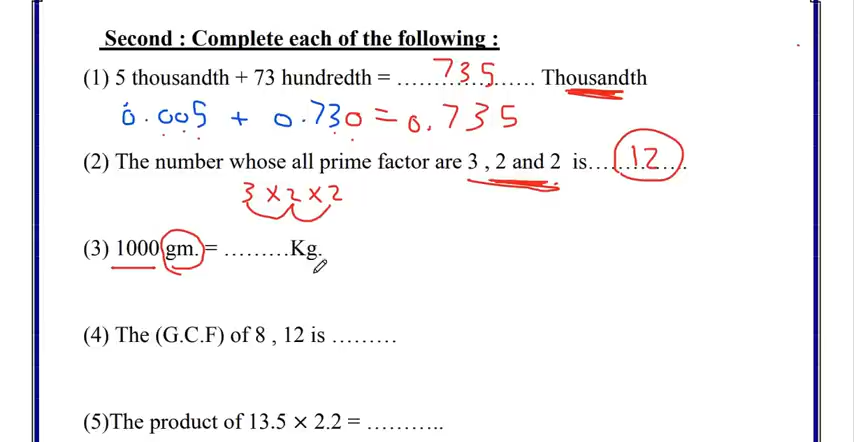 Second : Complete each of the following :
(1) 5 thousandth + 73 hundredth = ......735......... Thousandth
0.005 + 0.730 = 0.735
(2) The number whose all prime factor are 3 , 2 and 2 is......12......
3 × 2 × 2
(3) 1000 gm. = .........Kg.
(4) The (G.C.F) of 8 , 12 is .........
(5)The product of 13.5 × 2.2 = ...........